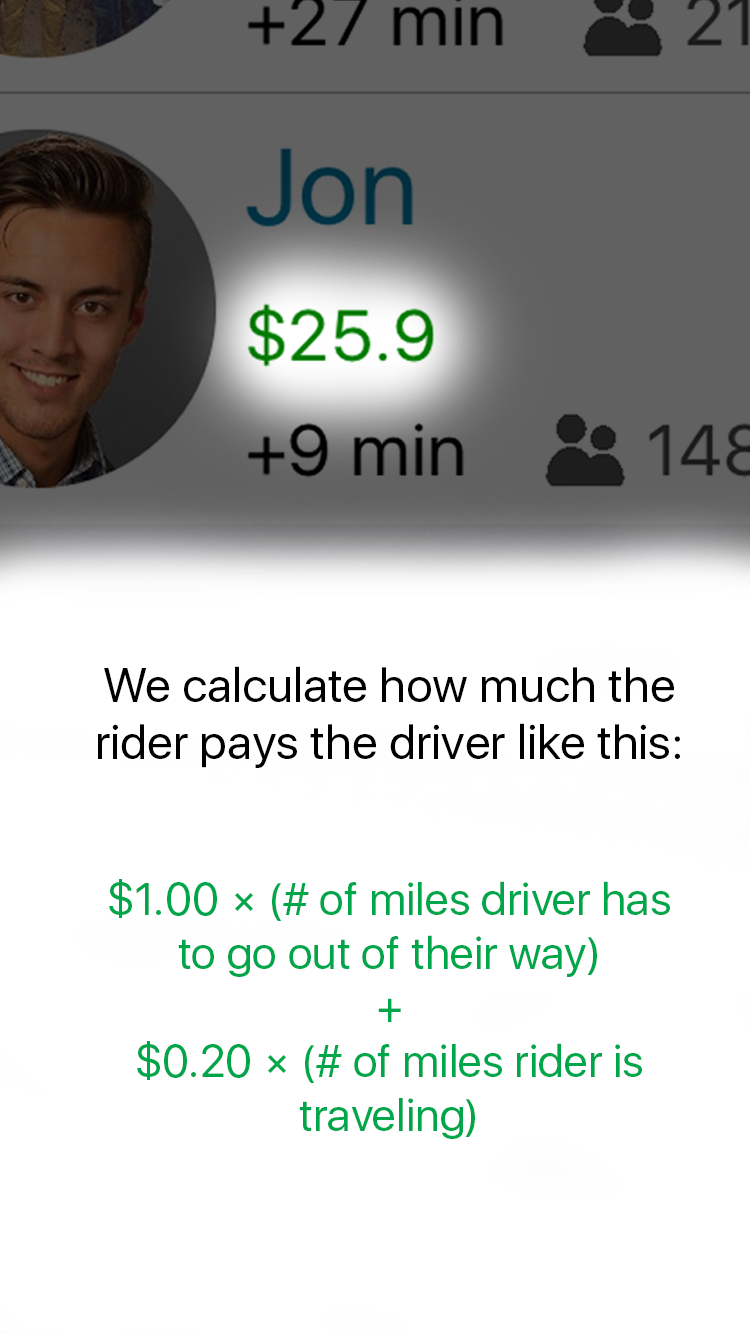 +27 min 21
Jon
$25.9
+9 min 148
We calculate how much the
rider pays the driver like this:
$1.00 × (# of miles driver has
to go out of their way)
+
$0.20 × (# of miles rider is
traveling)